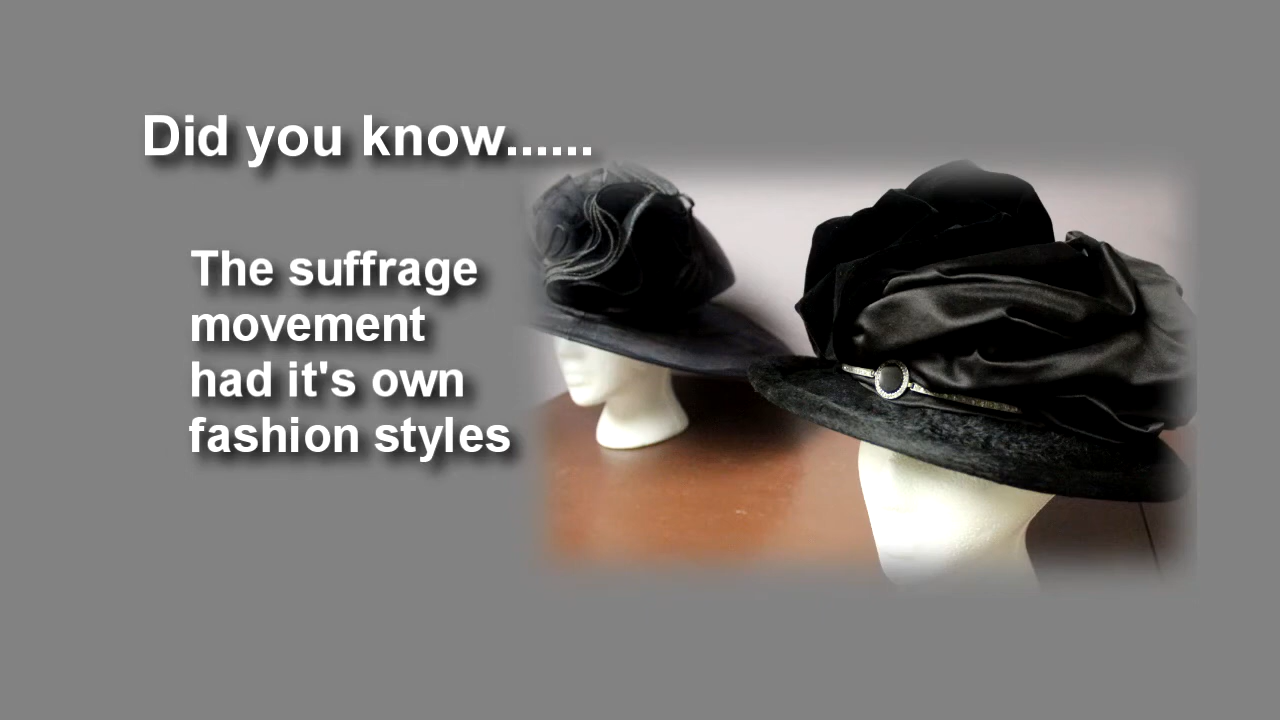 Did you know......
The suffrage
movement
had it's own
fashion styles